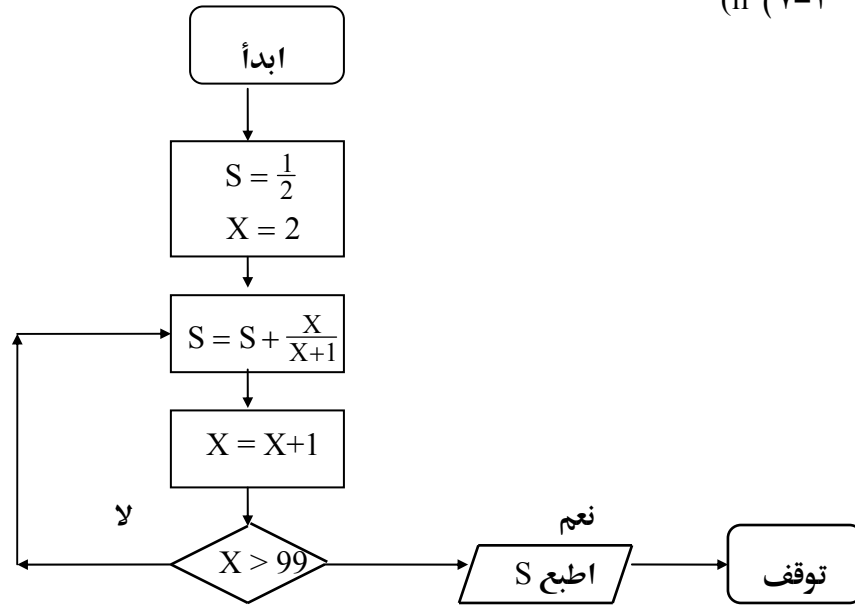 ابدأ
S = 1/2
X = 2
S = S + X/(X+1)
X = X+1
X > 99
لا
نعم
اطبع S
توقف